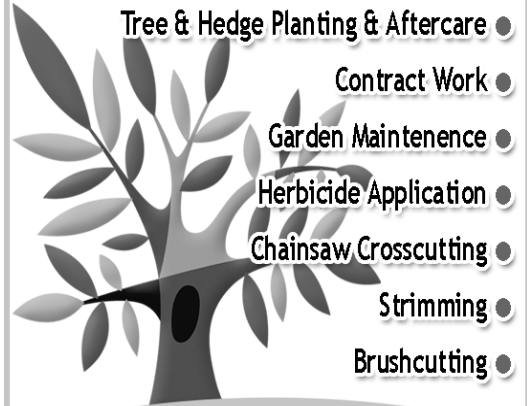 Tree & Hedge Planting & Aftercare
Contract Work
Garden Maintenence
Herbicide Application
Chainsaw Crosscutting
Strimming
Brushcutting